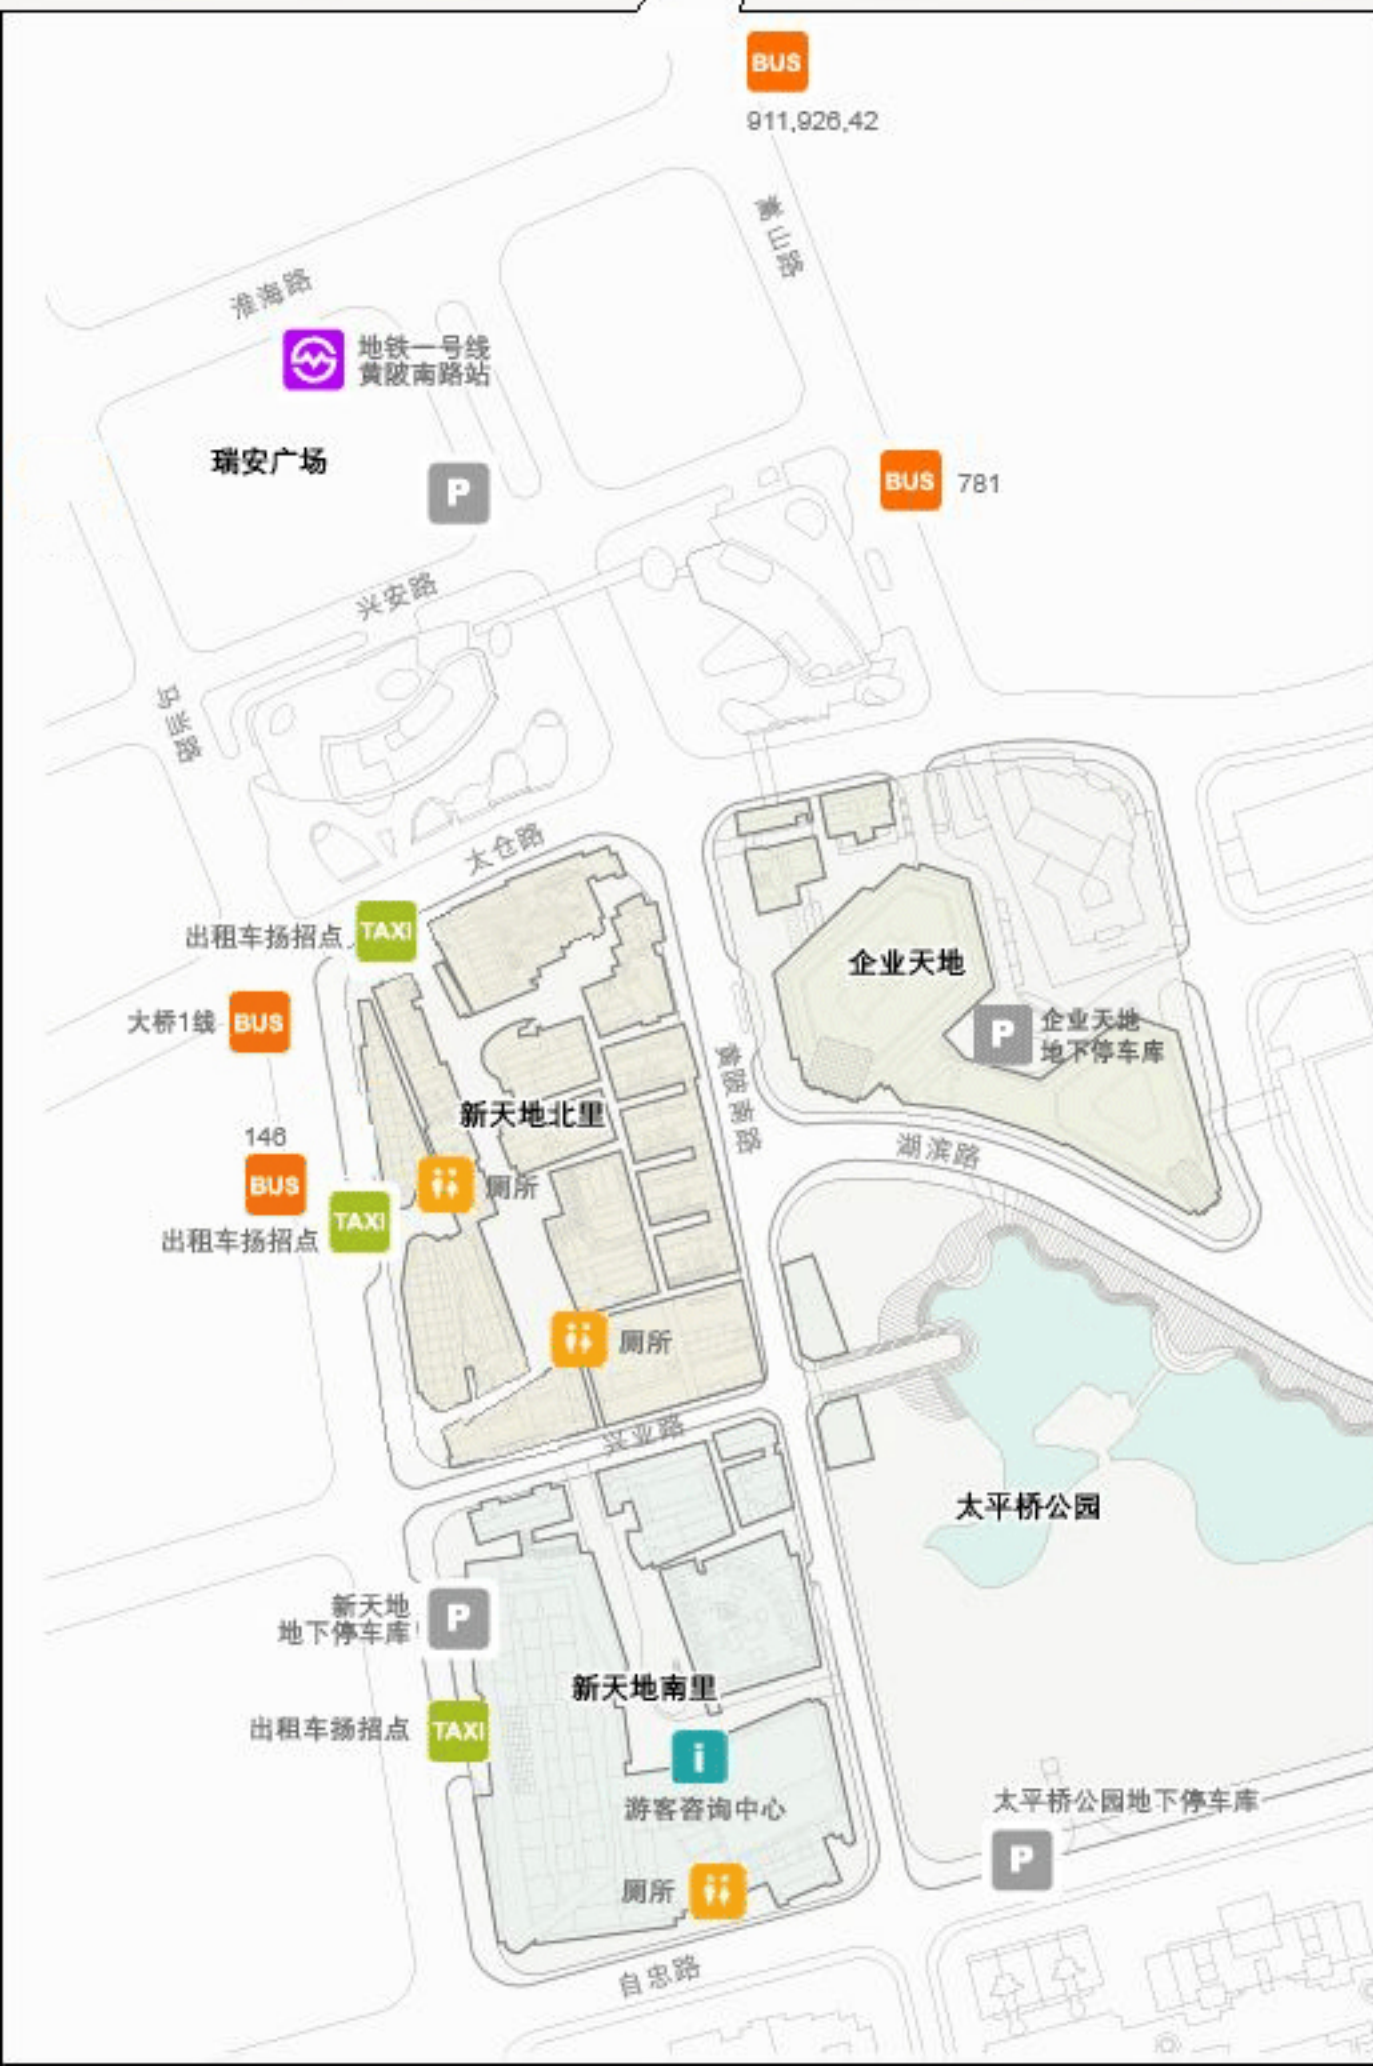 BUS
911,926,42
嵩山路
淮海路
地铁一号线
黄陂南路站
瑞安广场
P
BUS 781
兴安路
马当路
太仓路
出租车扬招点 TAXI
企业天地
大桥1线 BUS
P 企业天地
地下停车库
黄陂南路
新天地北里
146
BUS
湖滨路
厕所
TAXI
出租车扬招点
厕所
兴业路
太平桥公园
新天地
地下停车库
P
新天地南里
出租车扬招点 TAXI
i
游客咨询中心
太平桥公园地下停车库
P
厕所
自忠路